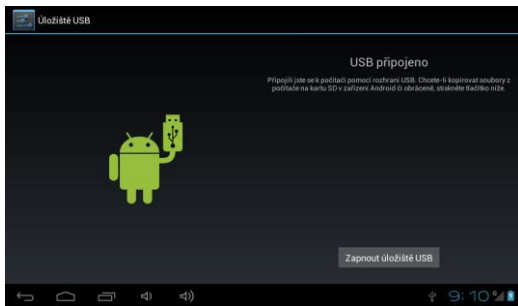 Úložiště USB
USB připojeno
Připojili jste se k počítači pomocí rozhraní USB. Chcete-li kopírovat soubory z
počítače na kartu SD v zařízení Android či obráceně, stiskněte tlačítko níže.
Zapnout úložiště USB
9:10